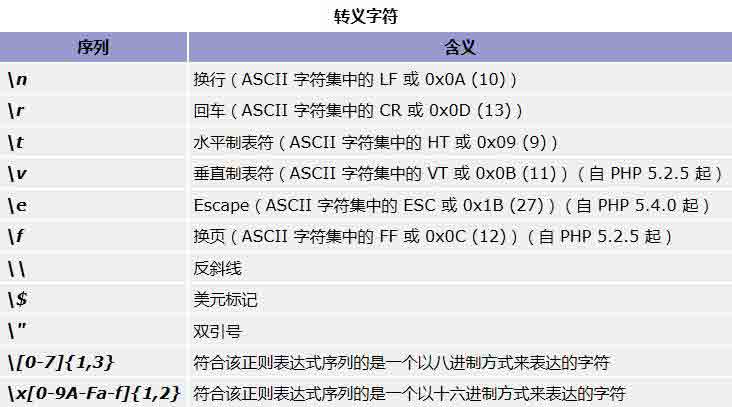 转义字符
序列 含义
\n 换行（ASCII 字符集中的 LF 或 0x0A (10)）
\r 回车（ASCII 字符集中的 CR 或 0x0D (13)）
\t 水平制表符（ASCII 字符集中的 HT 或 0x09 (9)）
\v 垂直制表符（ASCII 字符集中的 VT 或 0x0B (11)）（自 PHP 5.2.5 起）
\e Escape（ASCII 字符集中的 ESC 或 0x1B (27)）（自 PHP 5.4.0 起）
\f 换页（ASCII 字符集中的 FF 或 0x0C (12)）（自 PHP 5.2.5 起）
\\ 反斜线
\$ 美元标记
\" 双引号
\[0-7]{1,3} 符合该正则表达式序列的是一个以八进制方式来表达的字符
\x[0-9A-Fa-f]{1,2} 符合该正则表达式序列的是一个以十六进制方式来表达的字符